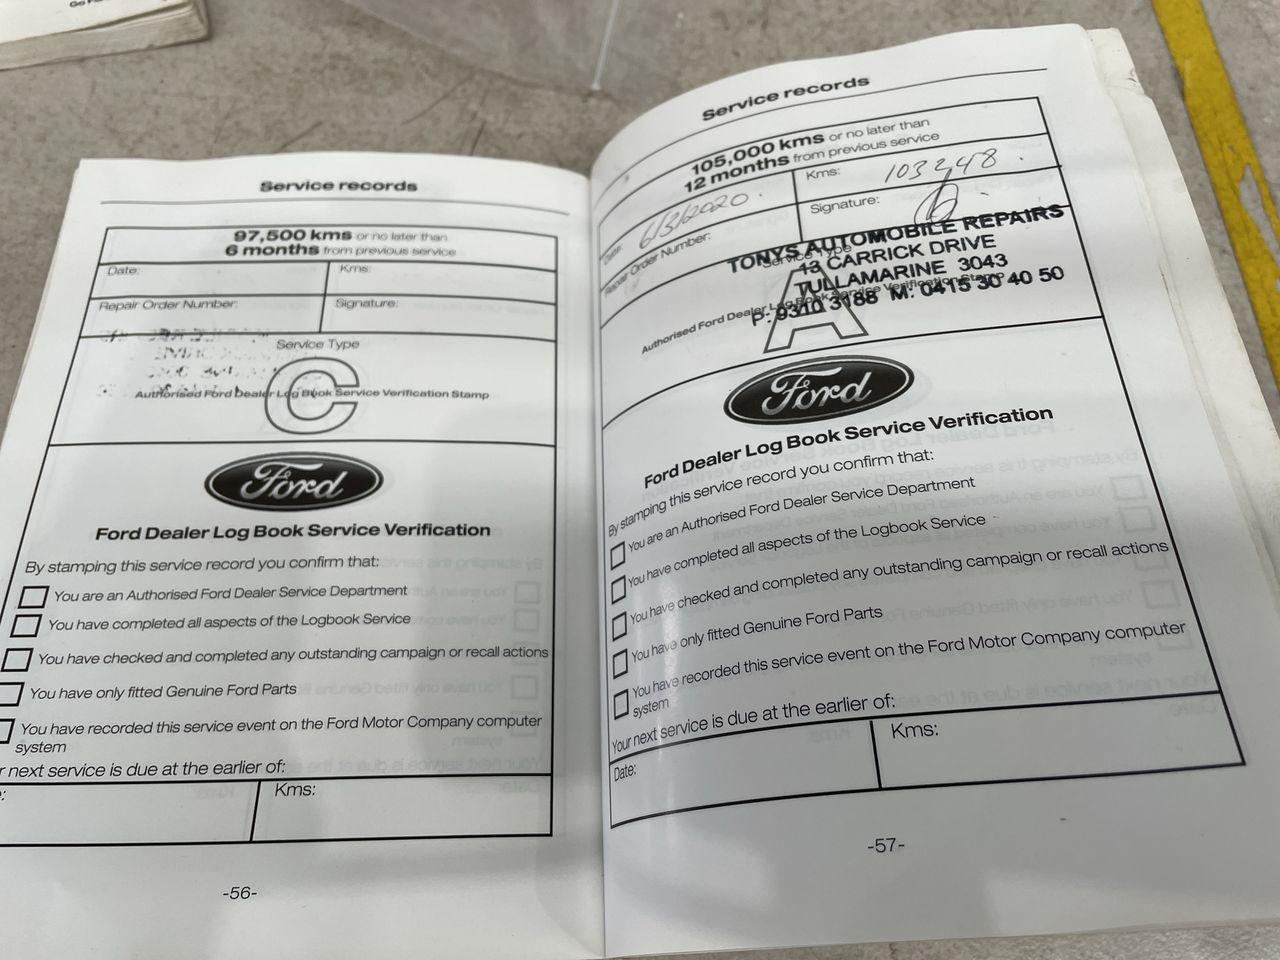 Service records
97,500 kms or no later than
6 months from previous service
Date:
Kms:
Repair Order Number:
Signature:
Service Type
C
Authorised Ford Dealer Log Book Service Verification Stamp
Ford
Ford Dealer Log Book Service Verification
By stamping this service record you confirm that:
You are an Authorised Ford Dealer Service Department
You have completed all aspects of the Logbook Service
You have checked and completed any outstanding campaign or recall actions
You have only fitted Genuine Ford Parts
You have recorded this service event on the Ford Motor Company computer
system
next service is due at the earlier of:
Kms:
-56-
Service records
105,000 kms or no later than
12 months from previous service
Date: 6/3/2020
Kms: 103248
Repair Order Number:
Signature:
TONYS AUTOMOBILE REPAIRS
Service Type
13 CARRICK DRIVE
TULLAMARINE 3043
P: 9310 3188 M: 0415 30 40 50
A
Authorised Ford Dealer Log Book Service Verification Stamp
Ford
Ford Dealer Log Book Service Verification
By stamping this service record you confirm that:
You are an Authorised Ford Dealer Service Department
You have completed all aspects of the Logbook Service
You have checked and completed any outstanding campaign or recall actions
You have only fitted Genuine Ford Parts
You have recorded this service event on the Ford Motor Company computer
system
Your next service is due at the earlier of:
Date:
Kms:
-57-